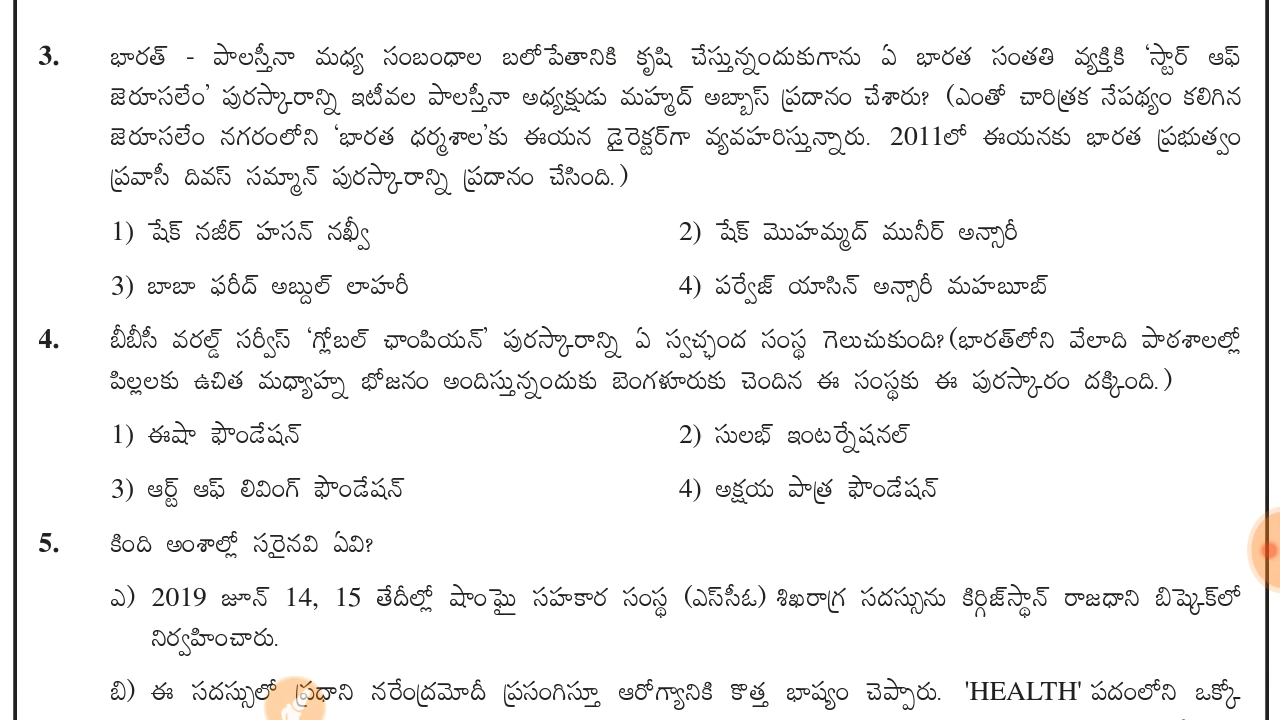 3. భారత్ - పాలస్తీనా మధ్య సంబంధాల బలోపేతానికి కృషి చేస్తున్నందుకుగాను ఏ భారత సంతతి వ్యక్తికి ‘స్టార్ ఆఫ్
జెరూసలేం’ పురస్కారాన్ని ఇటీవల పాలస్తీనా అధ్యక్షుడు మహ్మద్ అబ్బాస్ ప్రదానం చేశారు? (ఎంతో చారిత్రక నేపథ్యం కలిగిన
జెరూసలేం నగరంలోని ‘భారత ధర్మశాల’కు ఈయన డైరెక్టర్‌గా వ్యవహరిస్తున్నారు. 2011లో ఈయనకు భారత ప్రభుత్వం
ప్రవాసీ దివస్ సమ్మాన్ పురస్కారాన్ని ప్రదానం చేసింది.)
1) షేక్ నజీర్ హసన్ నఖ్వీ 2) షేక్ మొహమ్మద్ మునీర్ అన్సారీ
3) బాబా ఫరీద్ అబ్దుల్ లాహరీ 4) పర్వేజ్ యాసిన్ అన్సారీ మహబూబ్
4. బీబీసీ వరల్డ్ సర్వీస్ ‘గ్లోబల్ ఛాంపియన్’ పురస్కారాన్ని ఏ స్వచ్ఛంద సంస్థ గెలుచుకుంది?(భారత్‌లోని వేలాది పాఠశాలల్లో
పిల్లలకు ఉచిత మధ్యాహ్న భోజనం అందిస్తున్నందుకు బెంగళూరుకు చెందిన ఈ సంస్థకు ఈ పురస్కారం దక్కింది.)
1) ఈషా ఫౌండేషన్ 2) సులభ్ ఇంటర్నేషనల్
3) ఆర్ట్ ఆఫ్ లివింగ్ ఫౌండేషన్ 4) అక్షయ పాత్ర ఫౌండేషన్
5. కింది అంశాల్లో సరైనవి ఏవి?
ఎ) 2019 జూన్ 14, 15 తేదీల్లో షాంఘై సహకార సంస్థ (ఎస్‌సీఓ) శిఖరాగ్ర సదస్సును కిర్గిజ్‌స్థాన్ రాజధాని బిష్కెక్‌లో
నిర్వహించారు.
బి) ఈ సదస్సులో ప్రధాని నరేంద్రమోదీ ప్రసంగిస్తూ ఆరోగ్యానికి కొత్త భాష్యం చెప్పారు. 'HEALTH' పదంలోని ఒక్కో